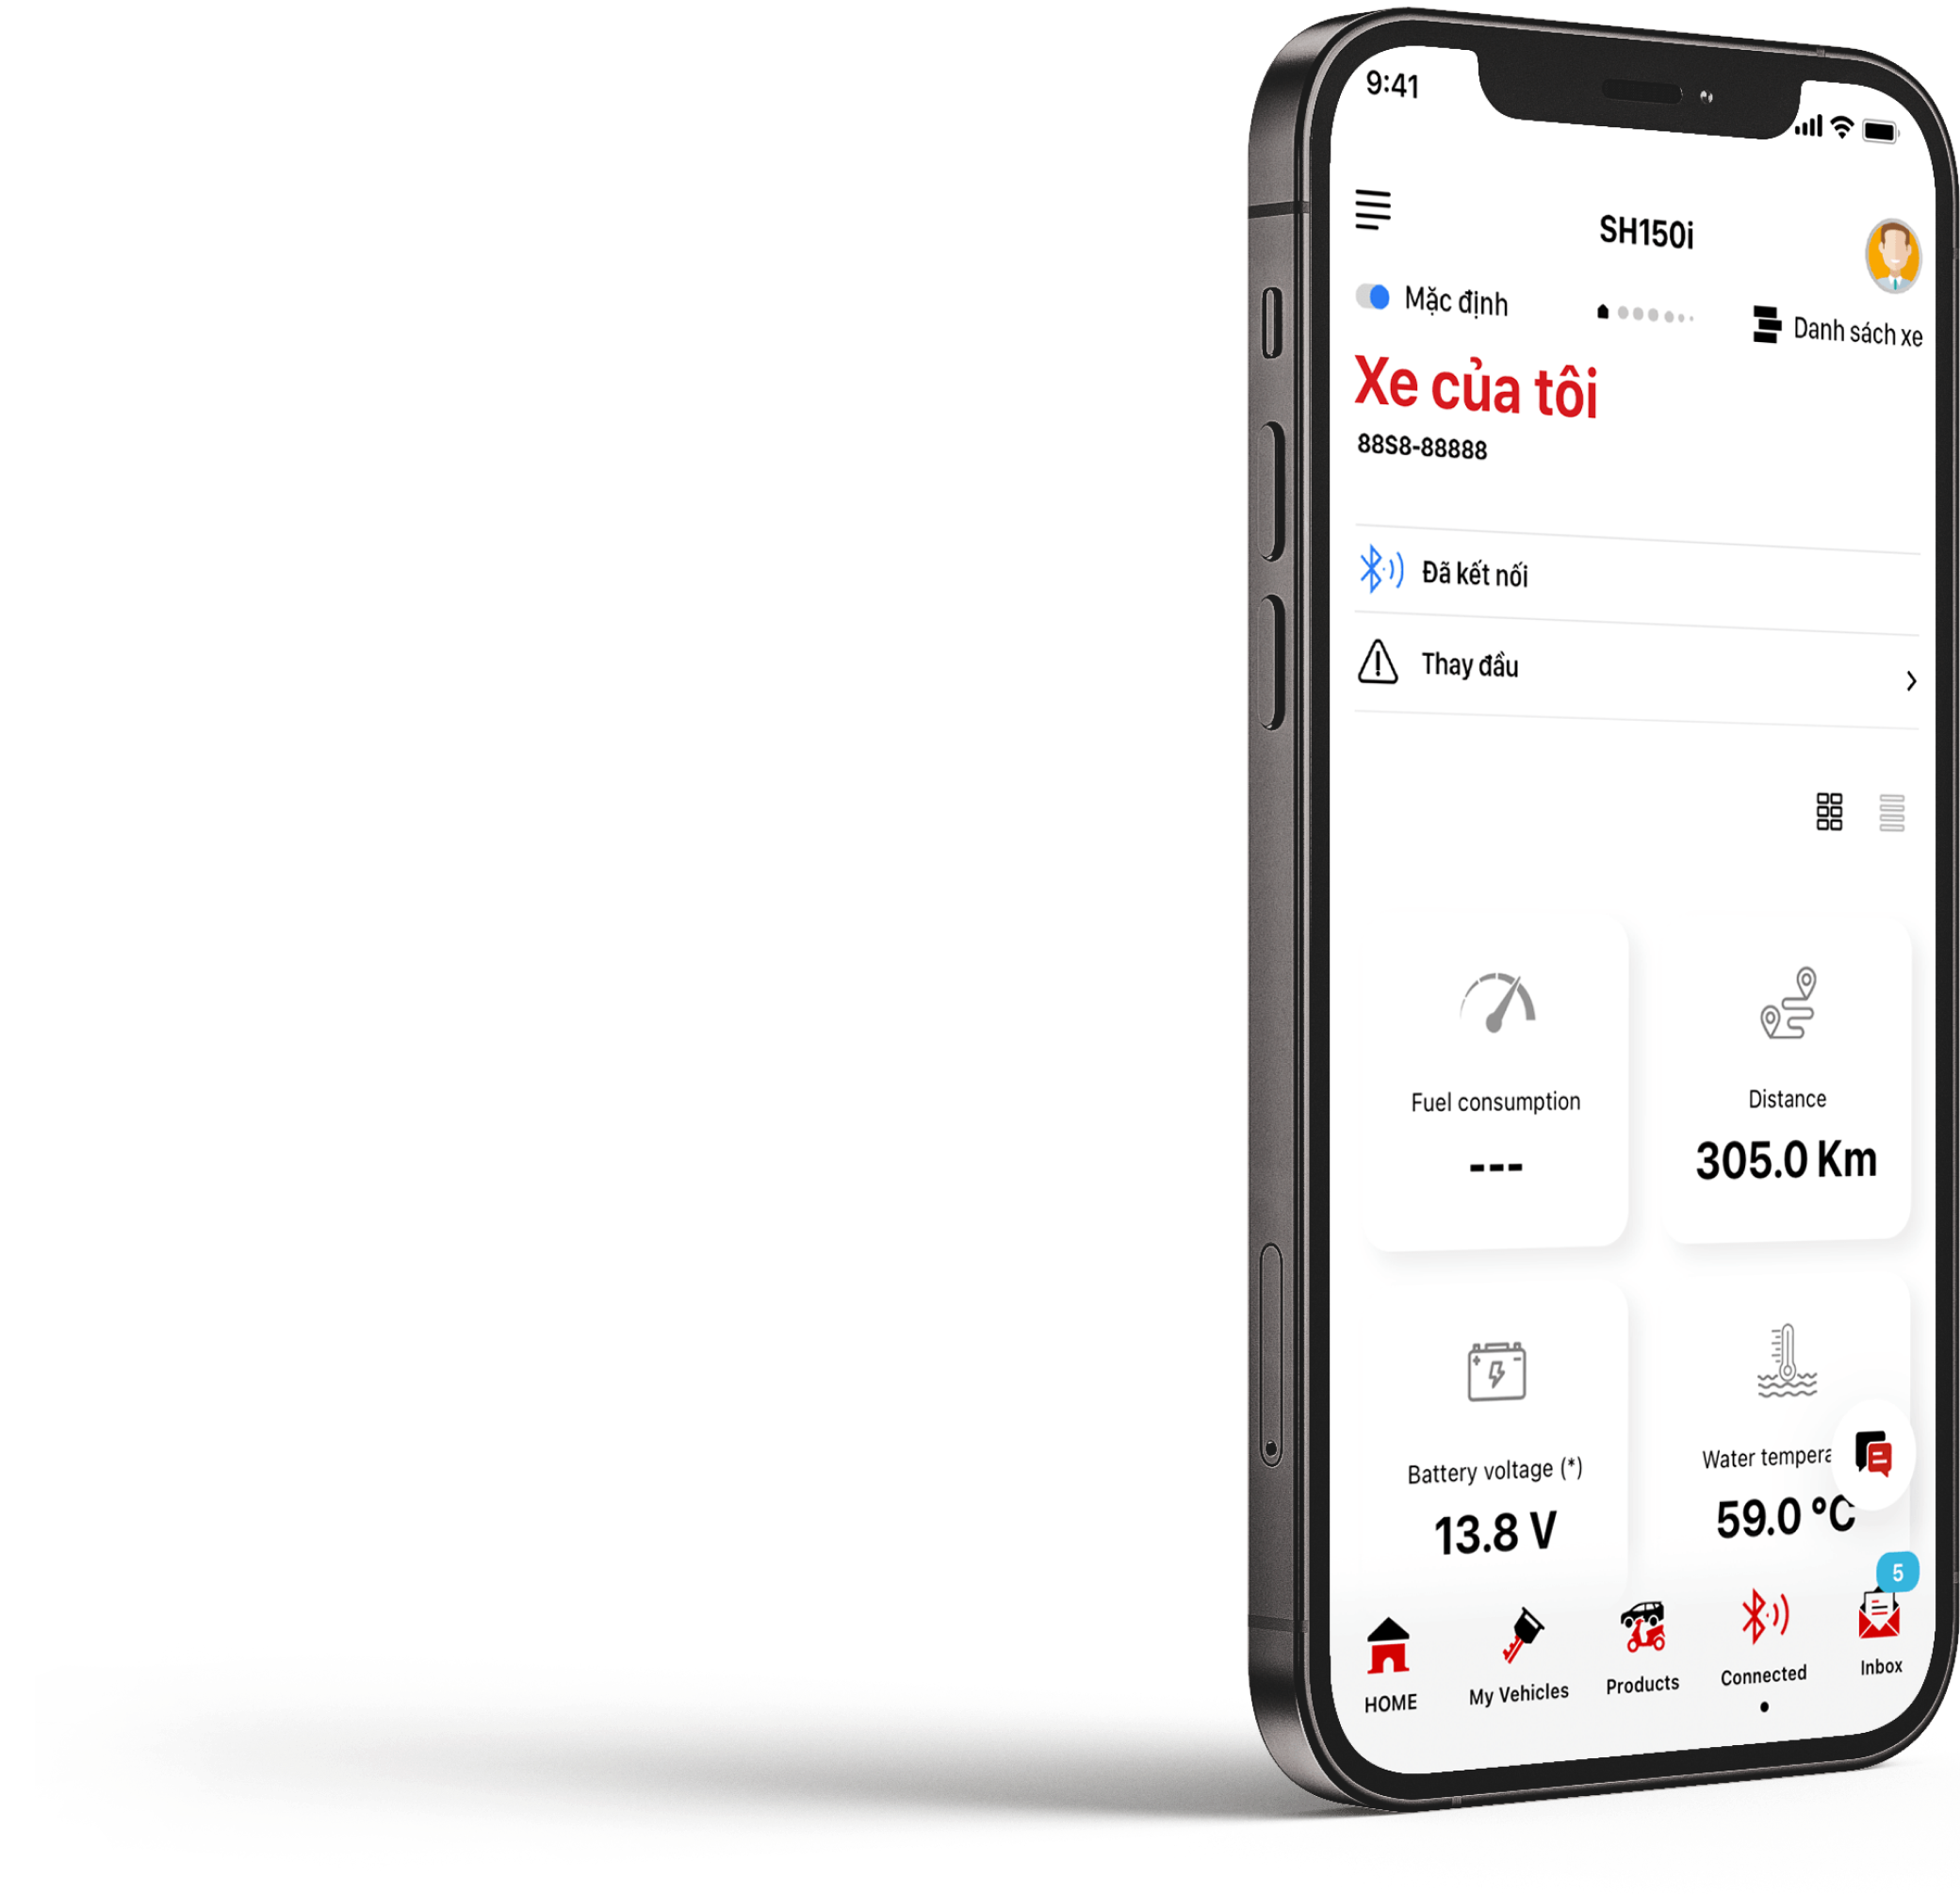 9:41
SH150i
Mặc định
Danh sách xe
Xe của tôi
88S8-88888
Đã kết nối
Thay đầu
Fuel consumption
---
Distance
305.0 Km
Battery voltage (*)
13.8 V
Water tempera
59.0 °C
5
HOME
My Vehicles
Products
Connected
Inbox